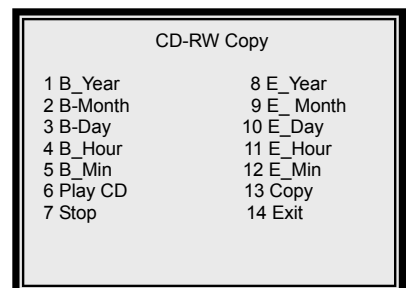 CD-RW Copy
1 B_Year 8 E_Year
2 B-Month 9 E_ Month
3 B-Day 10 E_Day
4 B_Hour 11 E_Hour
5 B_Min 12 E_Min
6 Play CD 13 Copy
7 Stop 14 Exit